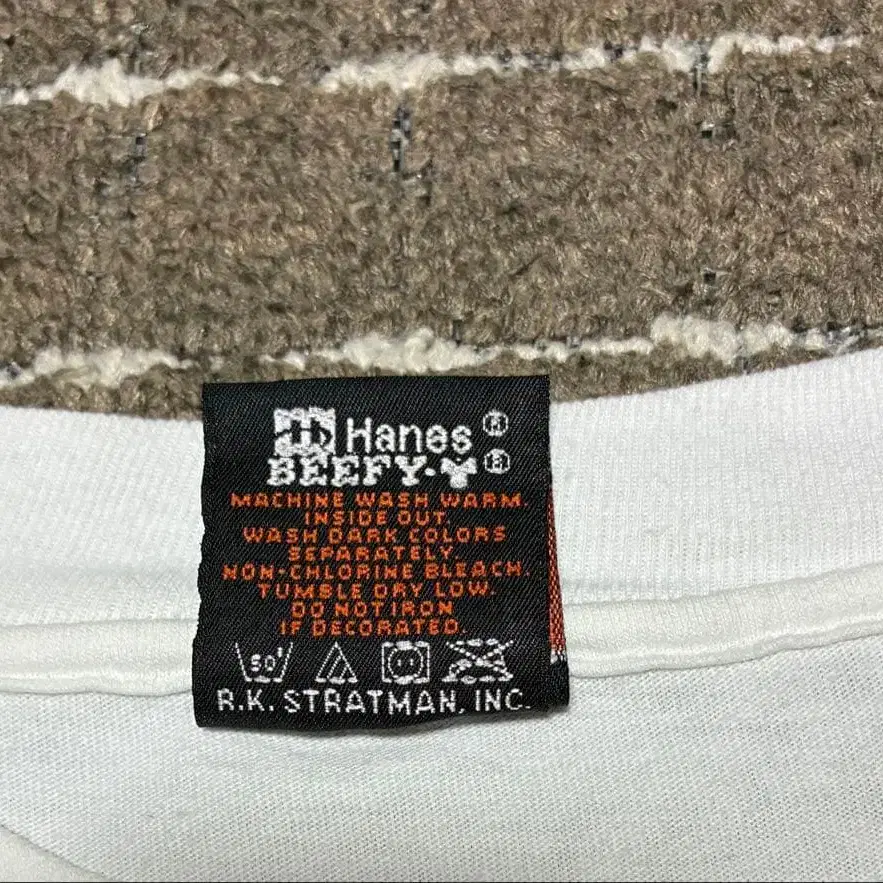 Hanes®
BEEFY-T®
MACHINE WASH WARM.
INSIDE OUT.
WASH DARK COLORS
SEPARATELY.
NON-CHLORINE BLEACH.
TUMBLE DRY LOW.
DO NOT IRON
IF DECORATED.
50°
R.K. STRATMAN, INC.